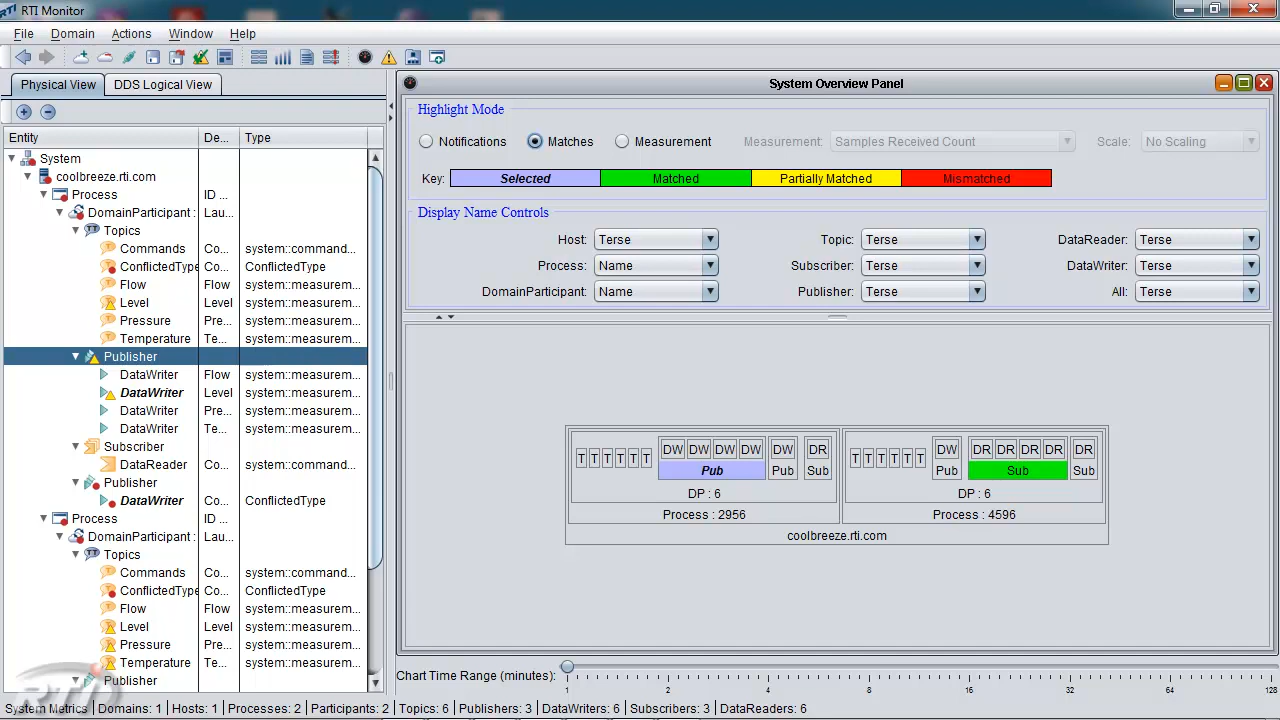 RTI Monitor
File Domain Actions Window Help
Physical View DDS Logical View
Entity De... Type
System
coolbreeze.rti.com
Process ID ...
DomainParticipant : Lau...
Topics
Commands Co... system::command...
ConflictedType Co... ConflictedType
Flow Flow system::measurem...
Level Level system::measurem...
Pressure Pre... system::measurem...
Temperature Te... system::measurem...
Publisher
DataWriter Flow system::measurem...
DataWriter Level system::measurem...
DataWriter Pre... system::measurem...
DataWriter Te... system::measurem...
Subscriber
DataReader Co... system::command...
Publisher
DataWriter Co... ConflictedType
Process ID ...
DomainParticipant : Lau...
Topics
Commands Co... system::command...
ConflictedType Co... ConflictedType
Flow Flow system::measurem...
Level Level system::measurem...
Pressure Pre... system::measurem...
Temperature Te... system::measurem...
Publisher
RTI
System Overview Panel
Highlight Mode
Notifications Matches Measurement Measurement: Samples Received Count Scale: No Scaling
Key: Selected Matched Partially Matched Mismatched
Display Name Controls
Host: Terse Topic: Terse DataReader: Terse
Process: Name Subscriber: Terse DataWriter: Terse
DomainParticipant: Name Publisher: Terse All: Terse
T T T T T T DW DW DW DW DW DR T T T T T T DW DR DR DR DR DR
Pub Pub Sub Pub Sub Sub
DP : 6 DP : 6
Process : 2956 Process : 4596
coolbreeze.rti.com
Chart Time Range (minutes):
1 2 4 8 16 32 64 128
System Metrics Domains: 1 Hosts: 1 Processes: 2 Participants: 2 Topics: 6 Publishers: 3 DataWriters: 6 Subscribers: 3 DataReaders: 6